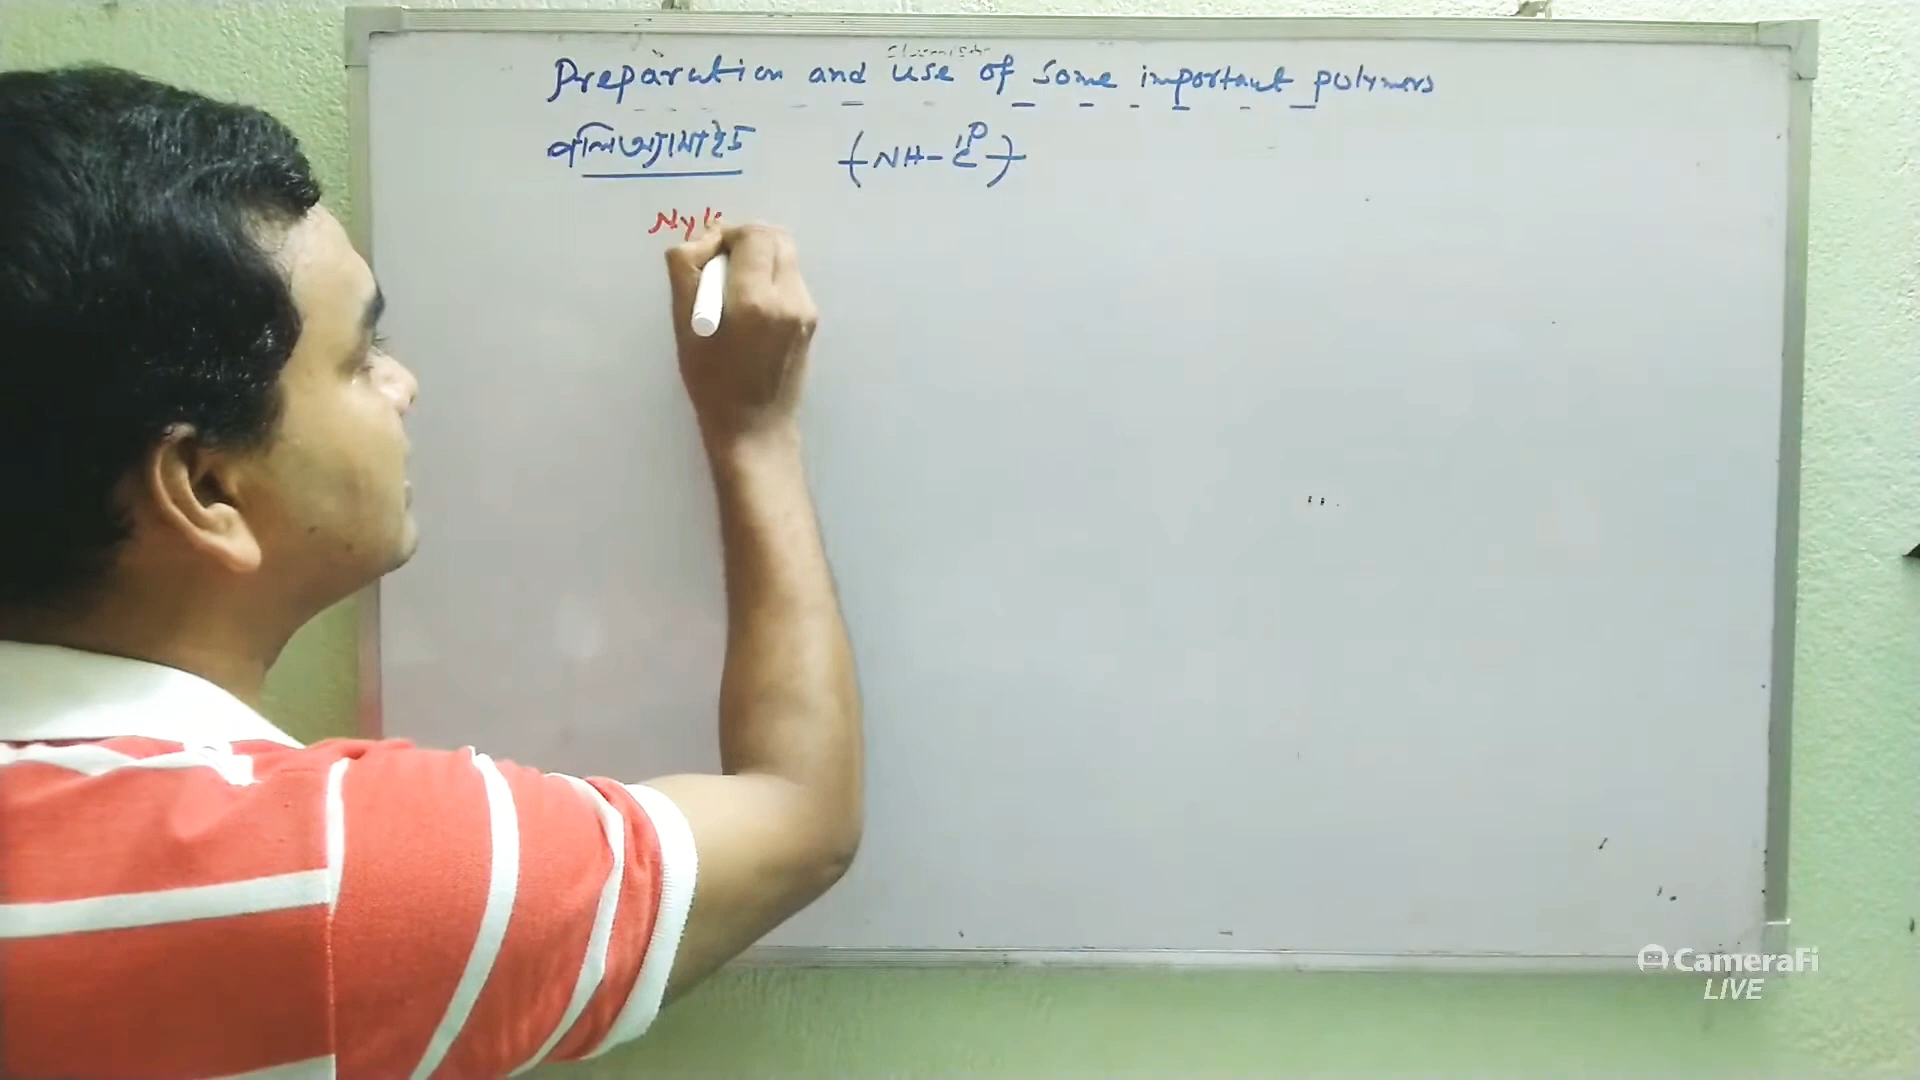 Preparation and use of Some important polymers
পলিঅ্যামাইড (NH-C
O
)
Nyl
CameraFi
LIVE